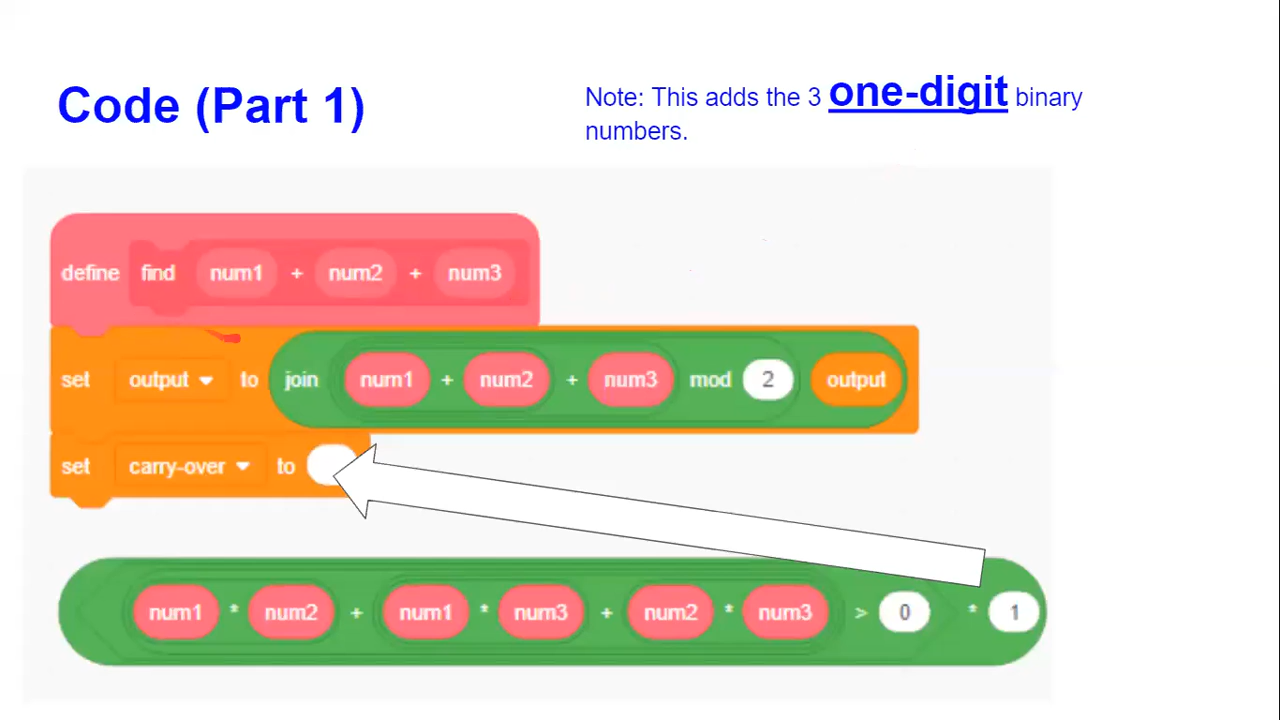 Code (Part 1)
Note: This adds the 3 one-digit binary
numbers.
define find num1 + num2 + num3
set output to join num1 + num2 + num3 mod 2 output
set carry-over to
num1 * num2 + num1 * num3 + num2 * num3 > 0 * 1